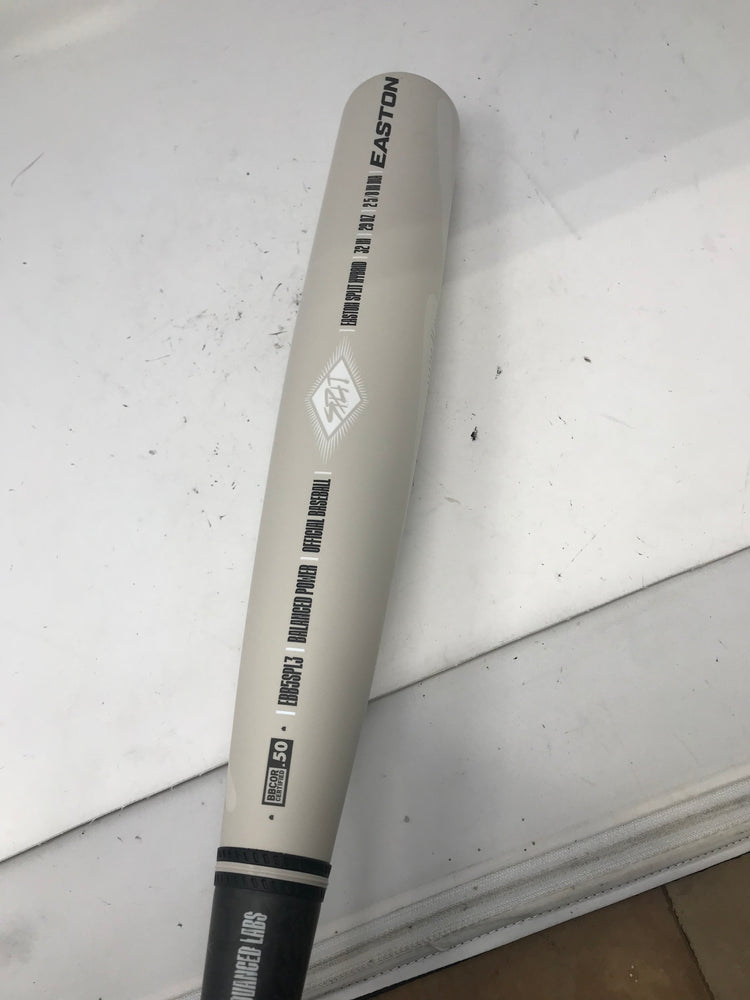 EASTON
EASTON SPLIT HYBRID | 32 IN | 29 OZ | 2 5/8 IN DIA |
SPLT
EBB5SPL3 | BALANCED POWER | OFFICIAL BASEBALL |
BBCOR .50
CERTIFIED
ADVANCED LABS